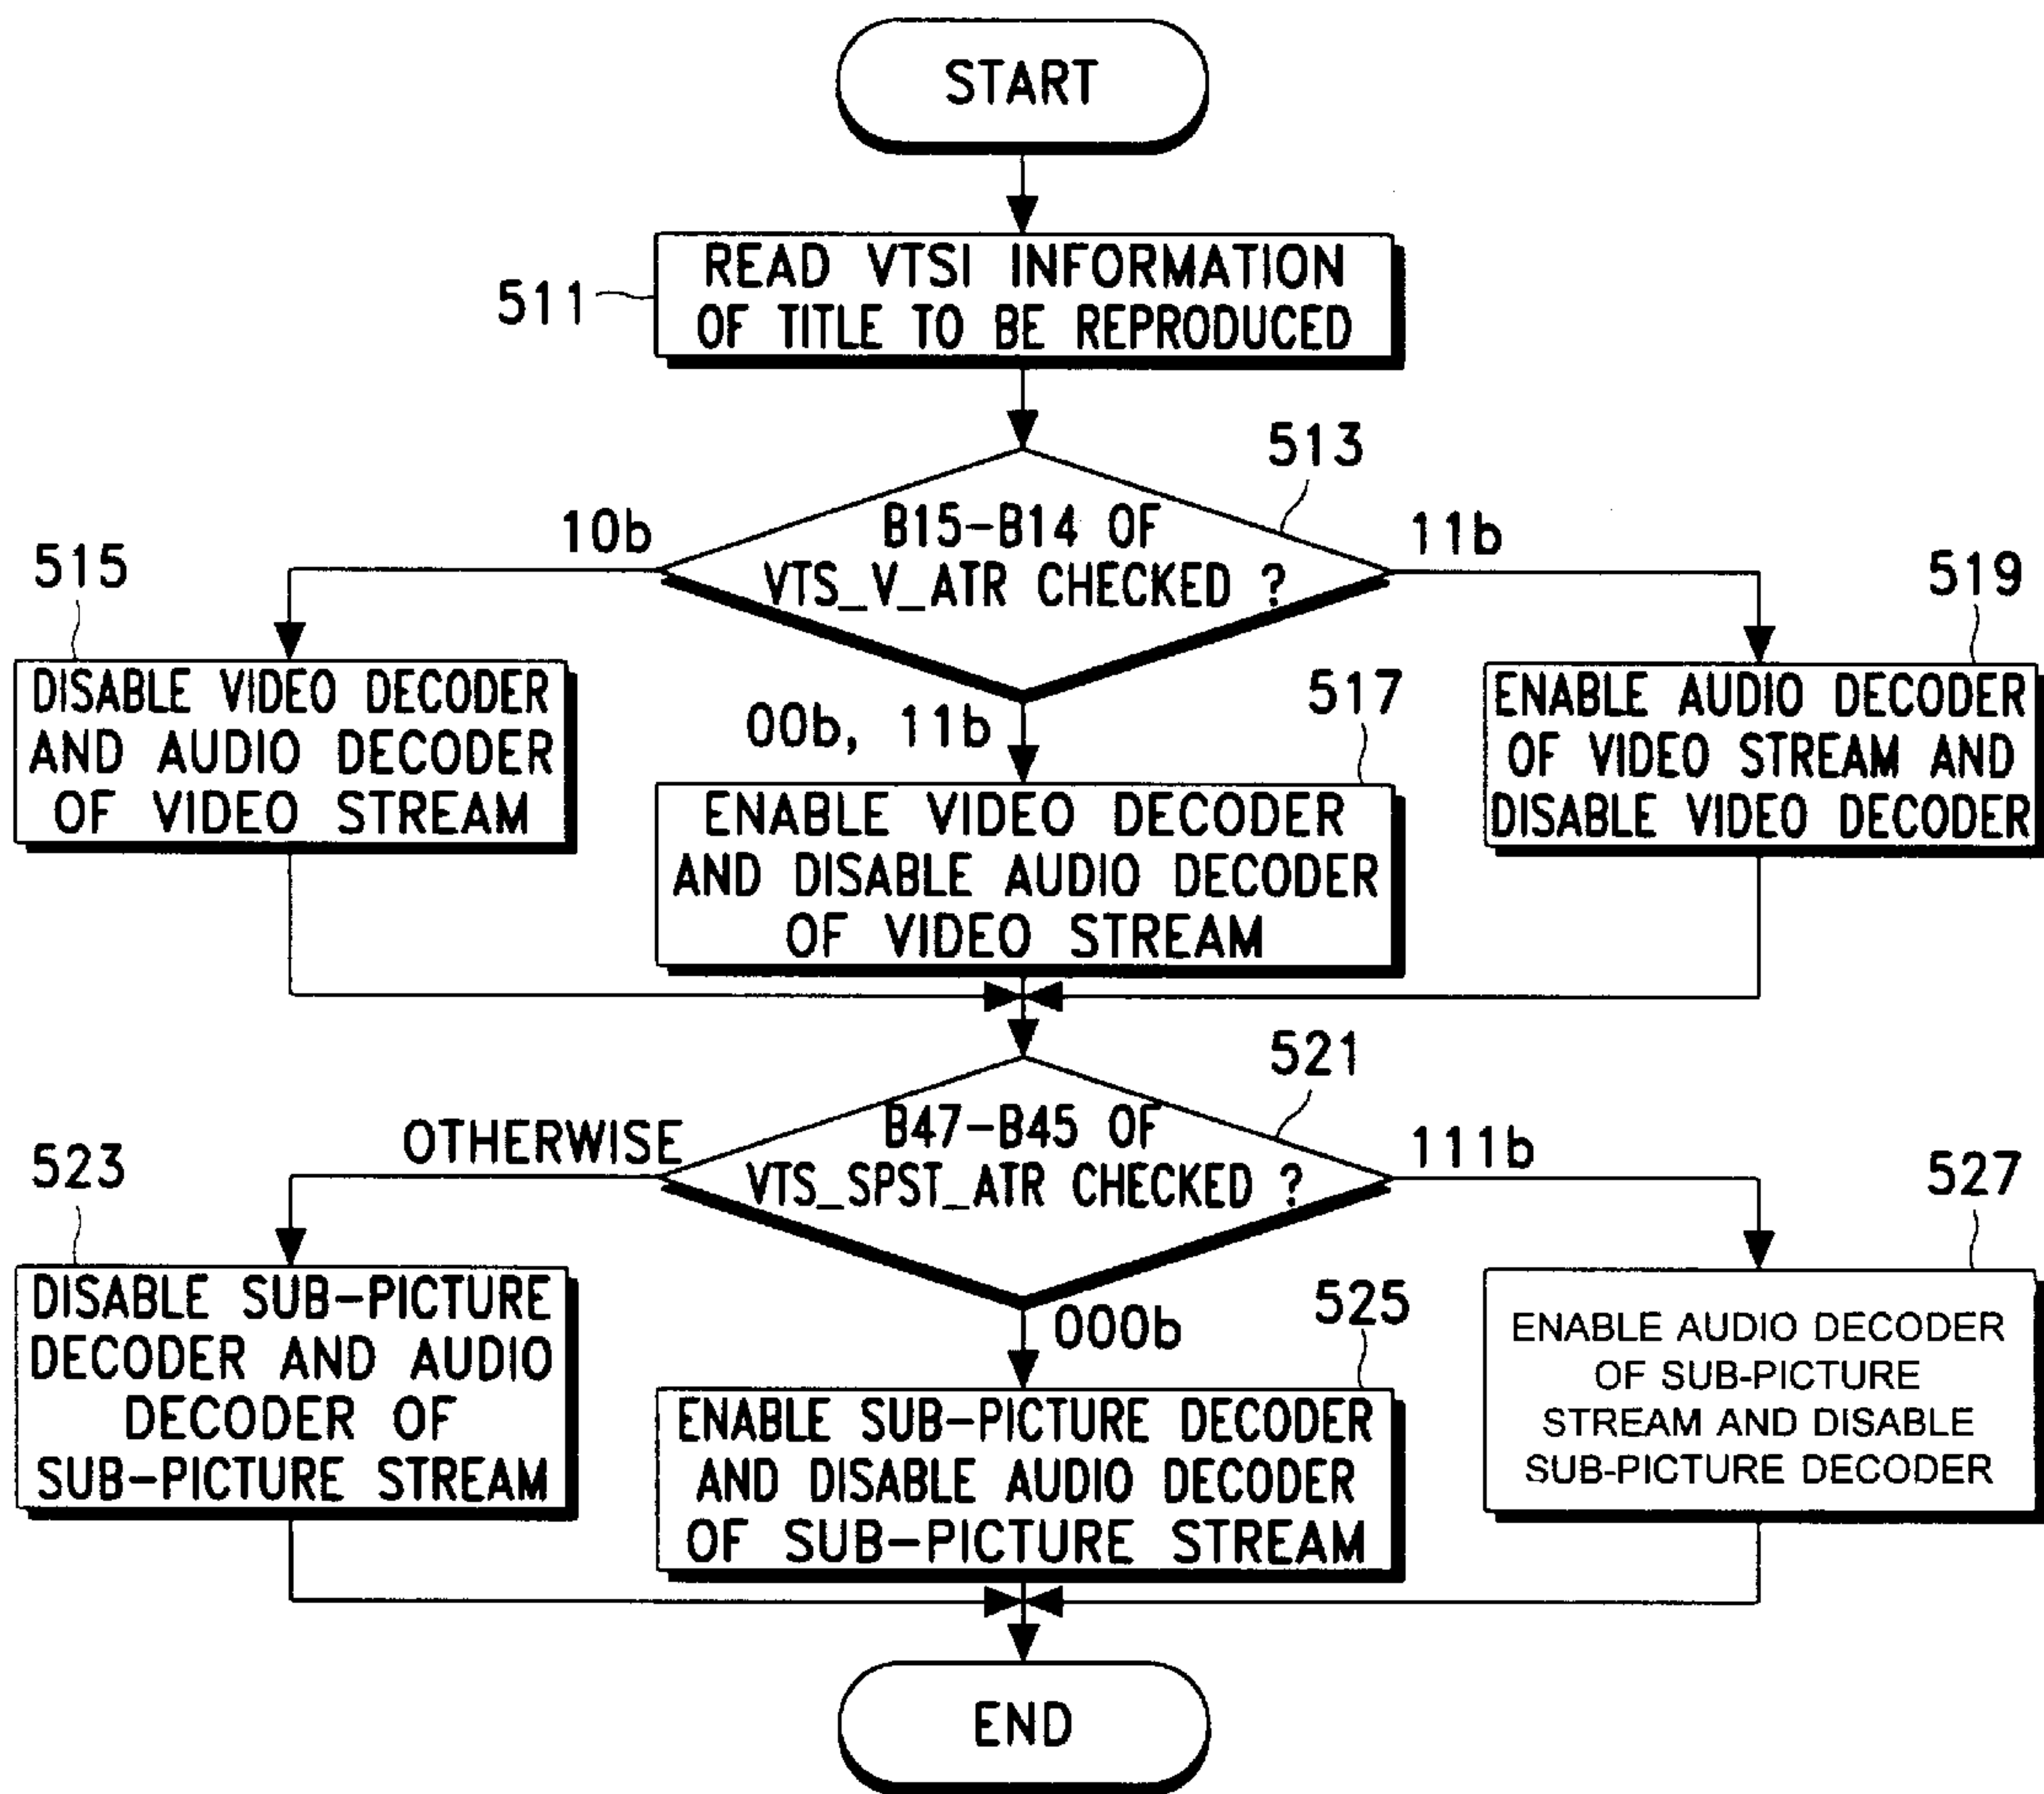 START
READ VTSI INFORMATION
OF TITLE TO BE REPRODUCED
511
513
B15-B14 OF
VTS_V_ATR CHECKED ?
10b
11b
00b, 11b
515
DISABLE VIDEO DECODER
AND AUDIO DECODER
OF VIDEO STREAM
517
ENABLE VIDEO DECODER
AND DISABLE AUDIO DECODER
OF VIDEO STREAM
519
ENABLE AUDIO DECODER
OF VIDEO STREAM AND
DISABLE VIDEO DECODER
521
B47-B45 OF
VTS_SPST_ATR CHECKED ?
OTHERWISE
111b
000b
523
DISABLE SUB-PICTURE
DECODER AND AUDIO
DECODER OF
SUB-PICTURE STREAM
525
ENABLE SUB-PICTURE DECODER
AND DISABLE AUDIO DECODER
OF SUB-PICTURE STREAM
527
ENABLE AUDIO DECODER
OF SUB-PICTURE
STREAM AND DISABLE
SUB-PICTURE DECODER
END